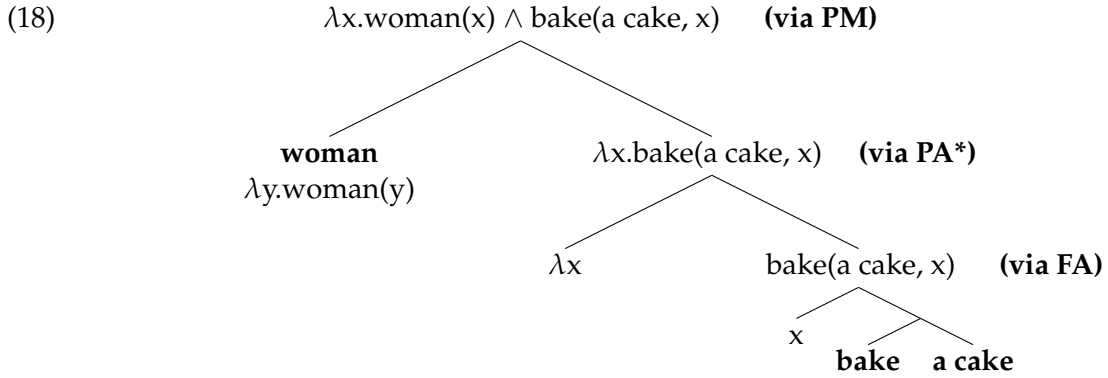 (18) λx.woman(x) ∧ bake(a cake, x) (via PM)
woman λx.bake(a cake, x) (via PA*)
λy.woman(y)
λx bake(a cake, x) (via FA)
x
bake a cake